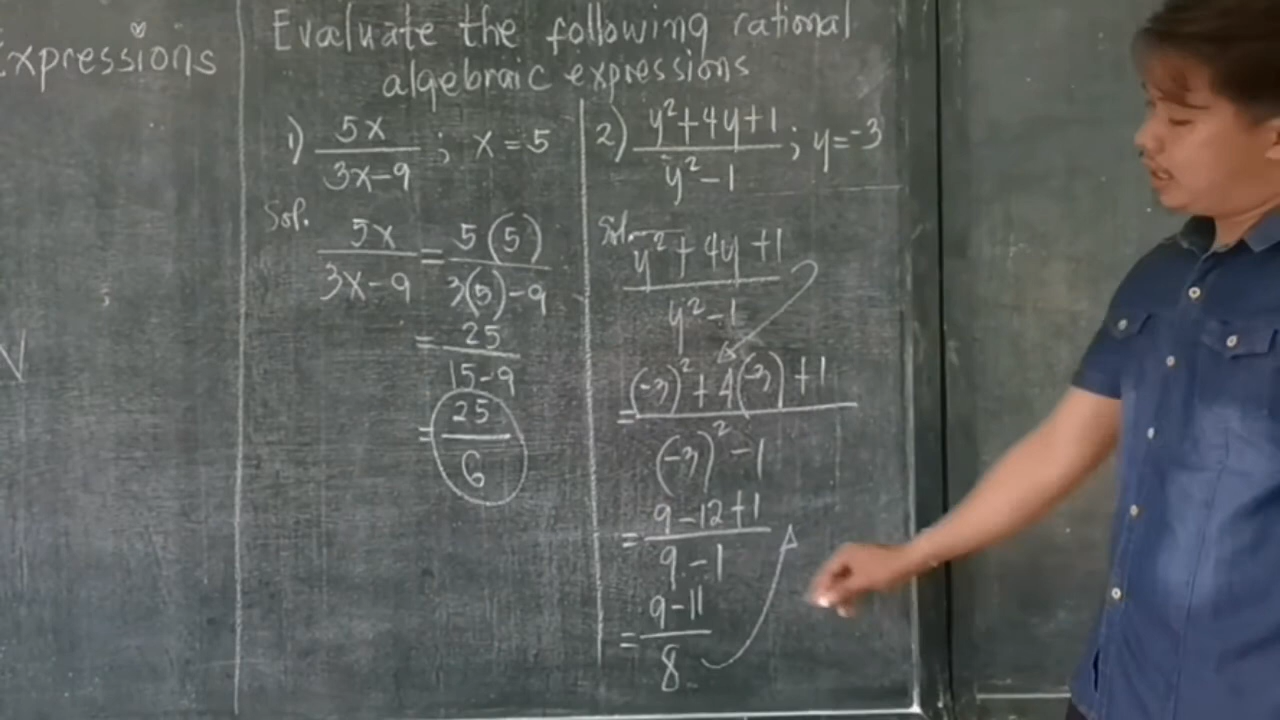 Expressions
Evaluate the following rational
algebraic expressions
1) 5x / 3x-9 ; x = 5
Sol.
5x / 3x-9 = 5(5) / 3(5)-9
= 25 / 15-9
= 25 / 6
2) y²+4y+1 / y²-1 ; y=-3
Sol.
y²+4y+1 / y²-1
= (-3)²+4(-3)+1 / (-3)²-1
= 9-12+1 / 9-1
= 9-11 / 8